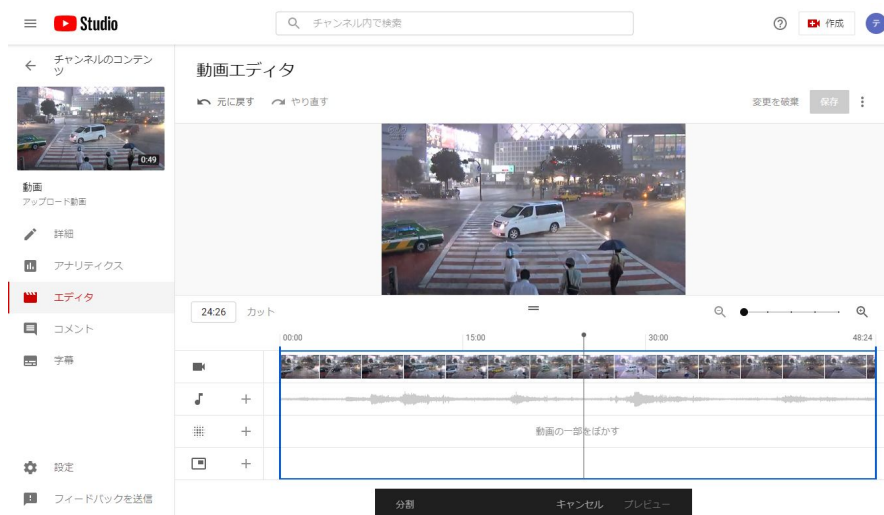 Studio
チャンネル内で検索
作成
テ
チャンネルのコンテン
ツ
0:49
動画
アップロード動画
詳細
アナリティクス
エディタ
コメント
字幕
設定
フィードバックを送信
動画エディタ
元に戻す
やり直す
変更を破棄
保存
24:26
カット
00:00
15:00
30:00
48:24
動画の一部をぼかす
分割
キャンセル
プレビュー